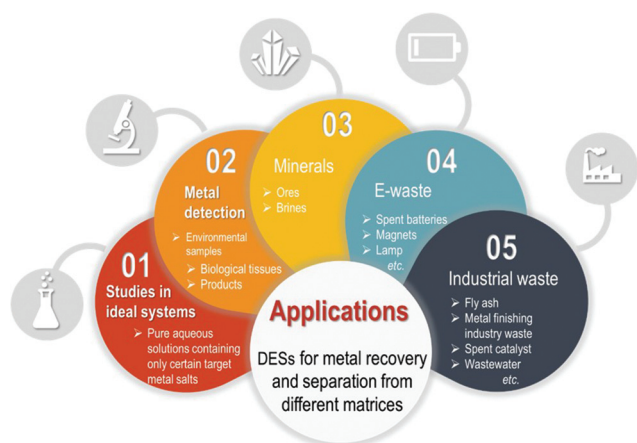 01
Studies in
ideal systems
➢ Pure aqueous
solutions containing
only certain target
metal salts
02
Metal
detection
➢ Environmental
samples
➢ Biological tissues
➢ Products
03
Minerals
➢ Ores
➢ Brines
04
E-waste
➢ Spent batteries
➢ Magnets
➢ Lamp
etc.
05
Industrial waste
➢ Fly ash
➢ Metal finishing
industry waste
➢ Spent catalyst
➢ Wastewater
etc.
Applications
DESs for metal recovery
and separation from
different matrices